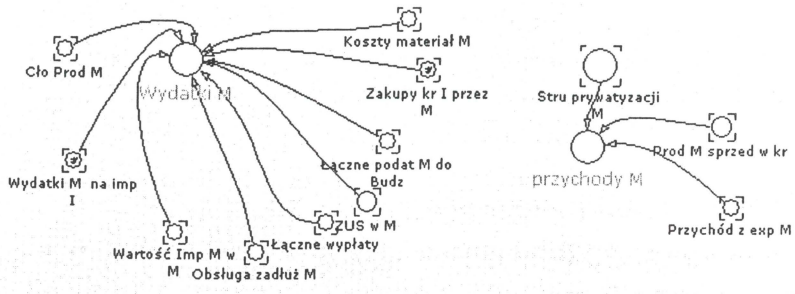 Koszty materiał M
Cło Prod M
Wydatki M
Zakupy kr I przez
M
Stru prywatyzacji
M
Łączne podat M do
Budz
Prod M sprzed w kr
Wydatki M na imp
I
przychody M
ZUS w M
Przychód z exp M
Łączne wypłaty
Wartość Imp M w
M
Obsługa zadłuż M